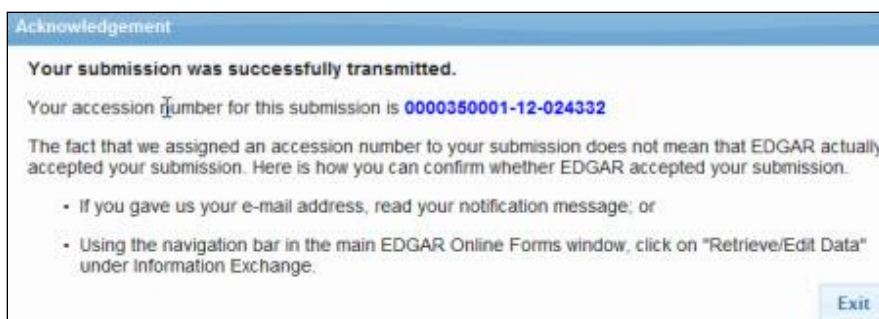 Acknowledgement
Your submission was successfully transmitted.
Your accession number for this submission is 0000350001-12-024332
The fact that we assigned an accession number to your submission does not mean that EDGAR actually
accepted your submission. Here is how you can confirm whether EDGAR accepted your submission.
• If you gave us your e-mail address, read your notification message; or
• Using the navigation bar in the main EDGAR Online Forms window, click on "Retrieve/Edit Data"
under Information Exchange.
Exit